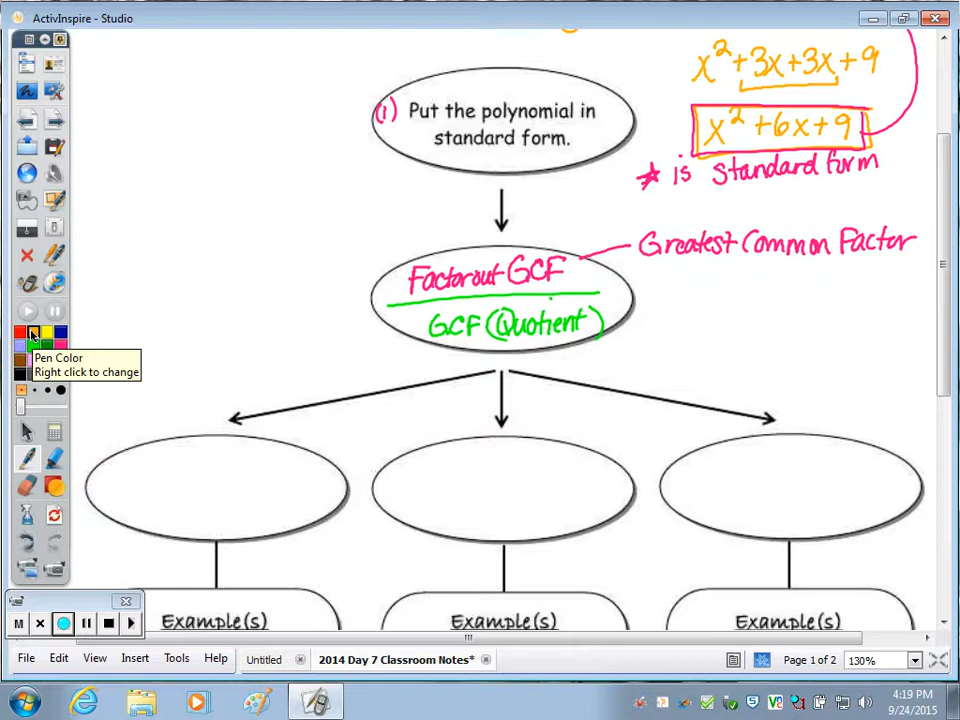 ActivInspire - Studio
x² +3x+3x+9
(1) Put the polynomial in
standard form.
x² +6x+9
★ is standard form
Factor out GCF
Greatest Common Factor
GCF (Quotient)
Pen Color
Right click to change
Example(s)
Example(s)
Example(s)
M
File Edit View Insert Tools Help
Untitled
2014 Day 7 Classroom Notes*
Page 1 of 2
130%
4:19 PM
9/24/2015